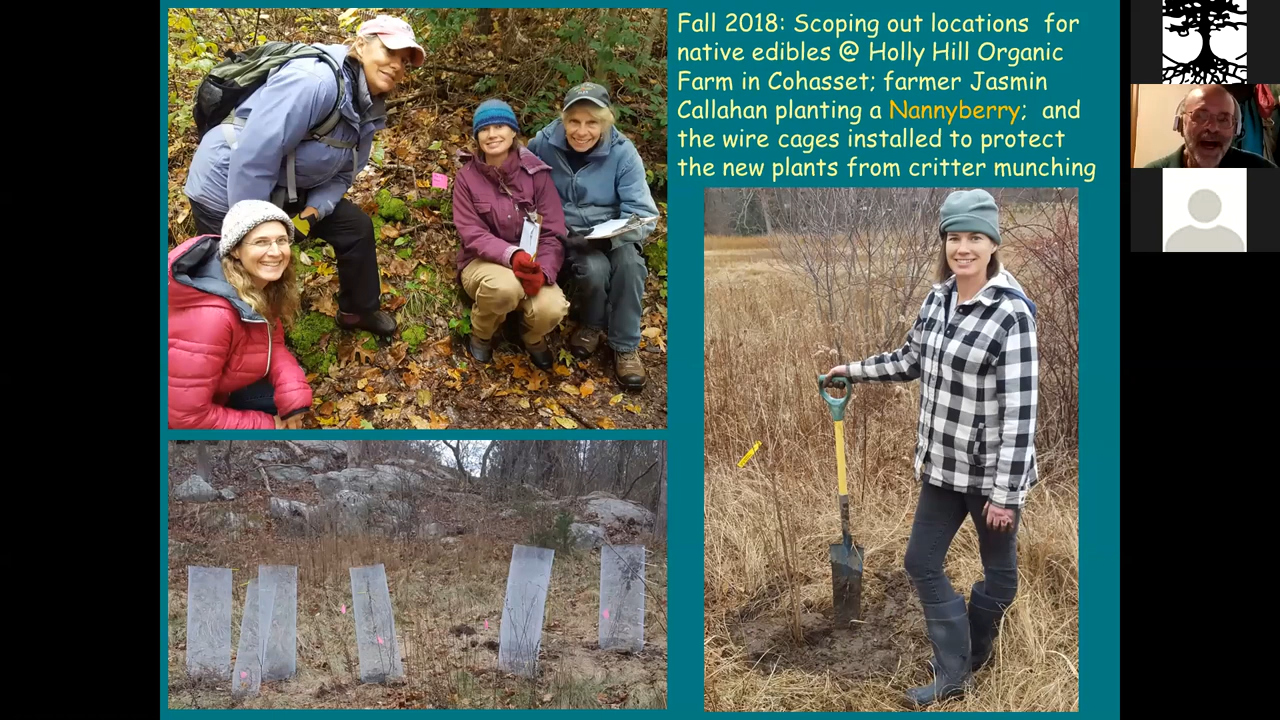 Fall 2018: Scoping out locations for
native edibles @ Holly Hill Organic
Farm in Cohasset; farmer Jasmin
Callahan planting a Nannyberry; and
the wire cages installed to protect
the new plants from critter munching